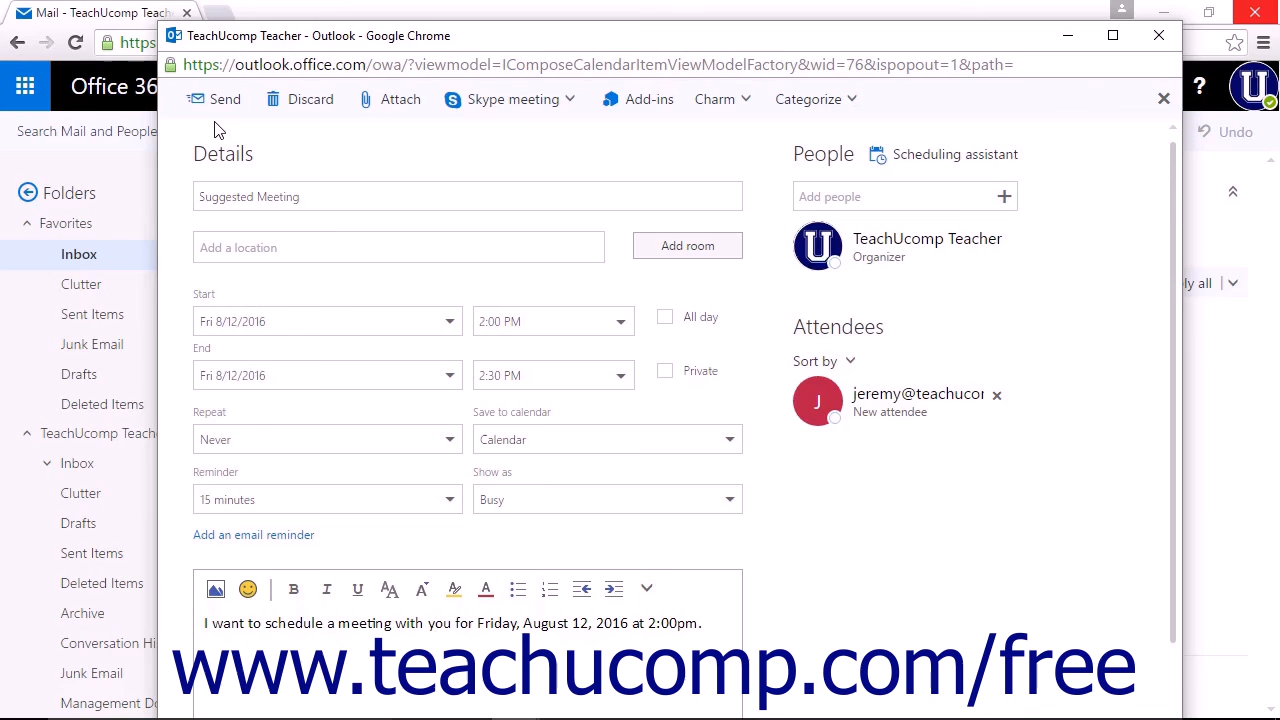 Mail - TeachUcomp Teach
https
Office 36
Search Mail and People
Undo
Folders
Favorites
Inbox
Clutter
Sent Items
Junk Email
Drafts
Deleted Items
TeachUcomp Teache
Inbox
Clutter
Drafts
Sent Items
Deleted Items
Archive
Conversation Hi
Junk Email
Management Do
ly all
TeachUcomp Teacher - Outlook - Google Chrome
https://outlook.office.com/owa/?viewmodel=IComposeCalendarItemViewModelFactory&wid=76&ispopout=1&path=
Send Discard Attach Skype meeting Add-ins Charm Categorize
Details
Suggested Meeting
Add a location Add room
Start
Fri 8/12/2016 2:00 PM All day
End
Fri 8/12/2016 2:30 PM Private
Repeat Save to calendar
Never Calendar
Reminder Show as
15 minutes Busy
Add an email reminder
B I U
I want to schedule a meeting with you for Friday, August 12, 2016 at 2:00pm.
People Scheduling assistant
Add people
TeachUcomp Teacher
Organizer
Attendees
Sort by
J jeremy@teachucor
New attendee
www.teachucomp.com/free